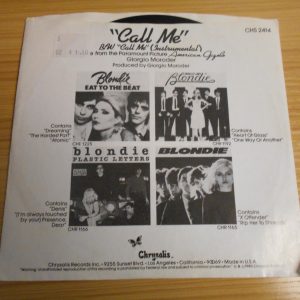 "Call Me"
CHS 2414
B/W "Call Me" (Instrumental)
from the Paramount Picture American Gigolo
Giorgio Moroder
Produced by Giorgio Moroder
Blondie
EAT TO THE BEAT
Blondie
Contains
"Dreaming"
"The Hardest Part"
"Atomic"
CHE 1225
CHR 1192
Contains
"Heart Of Glass"
"One Way Or Another"
blondie
PLASTIC LETTERS
BLONDIE
Contains
"Denis"
"(I'm always touched
by you) Presence,
Dear"
CHR 1166
CHR 1165
Contains
"X Offender"
"Rip Her To Shreds"
Chrysalis
Chrysalis Records Inc. • 9255 Sunset Blvd. • Los Angeles • California • 90069 • Made in U.S.A.